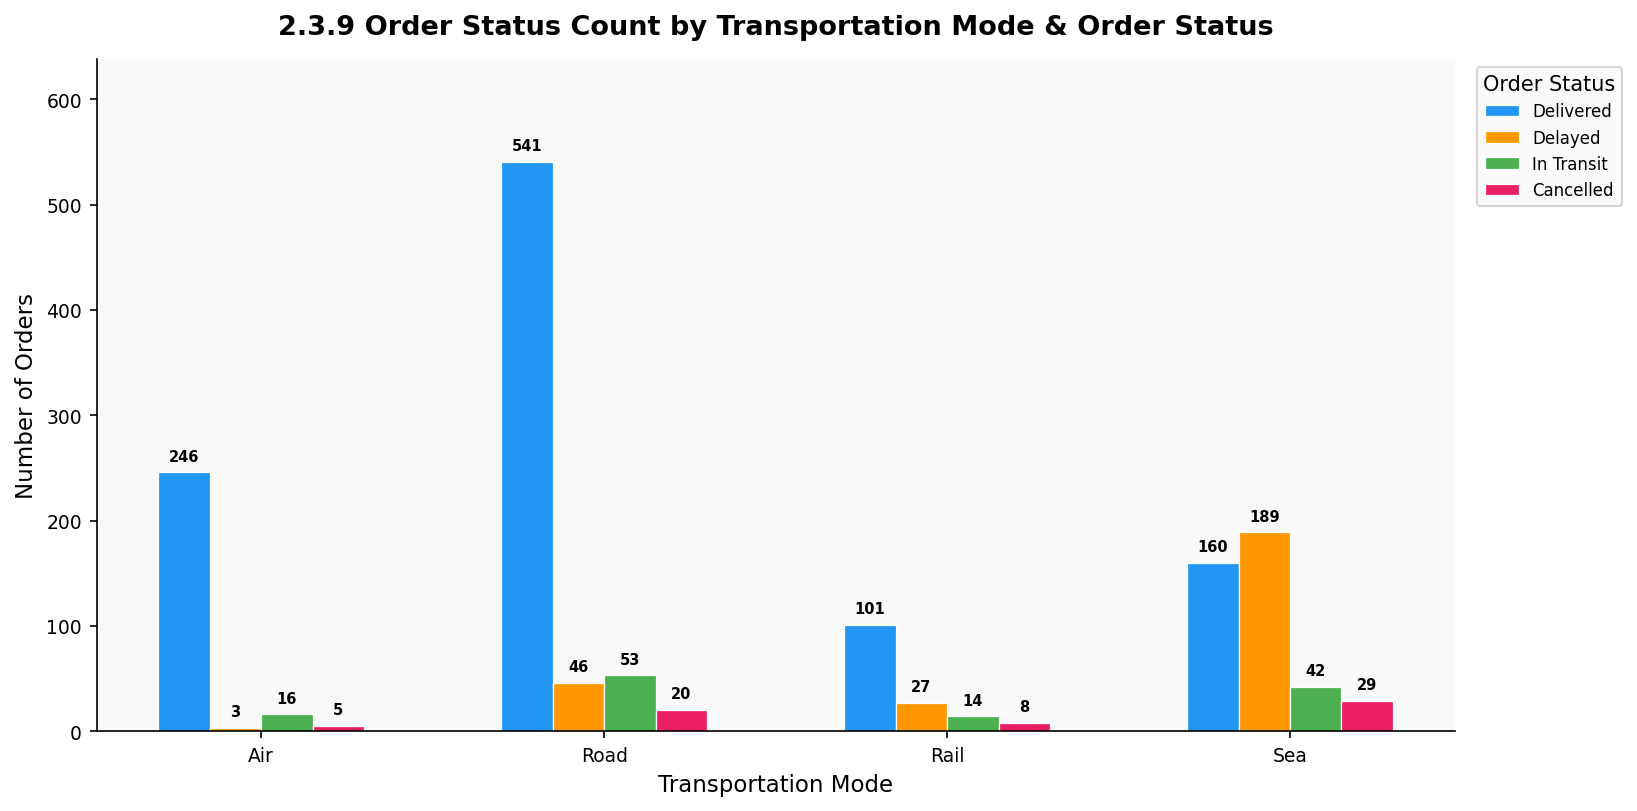 2.3.9 Order Status Count by Transportation Mode & Order Status
Order Status
Delivered
Delayed
In Transit
Cancelled
Number of Orders
600
500
400
300
200
100
0
246
3
16
5
541
46
53
20
101
27
14
8
160
189
42
29
Air
Road
Rail
Sea
Transportation Mode